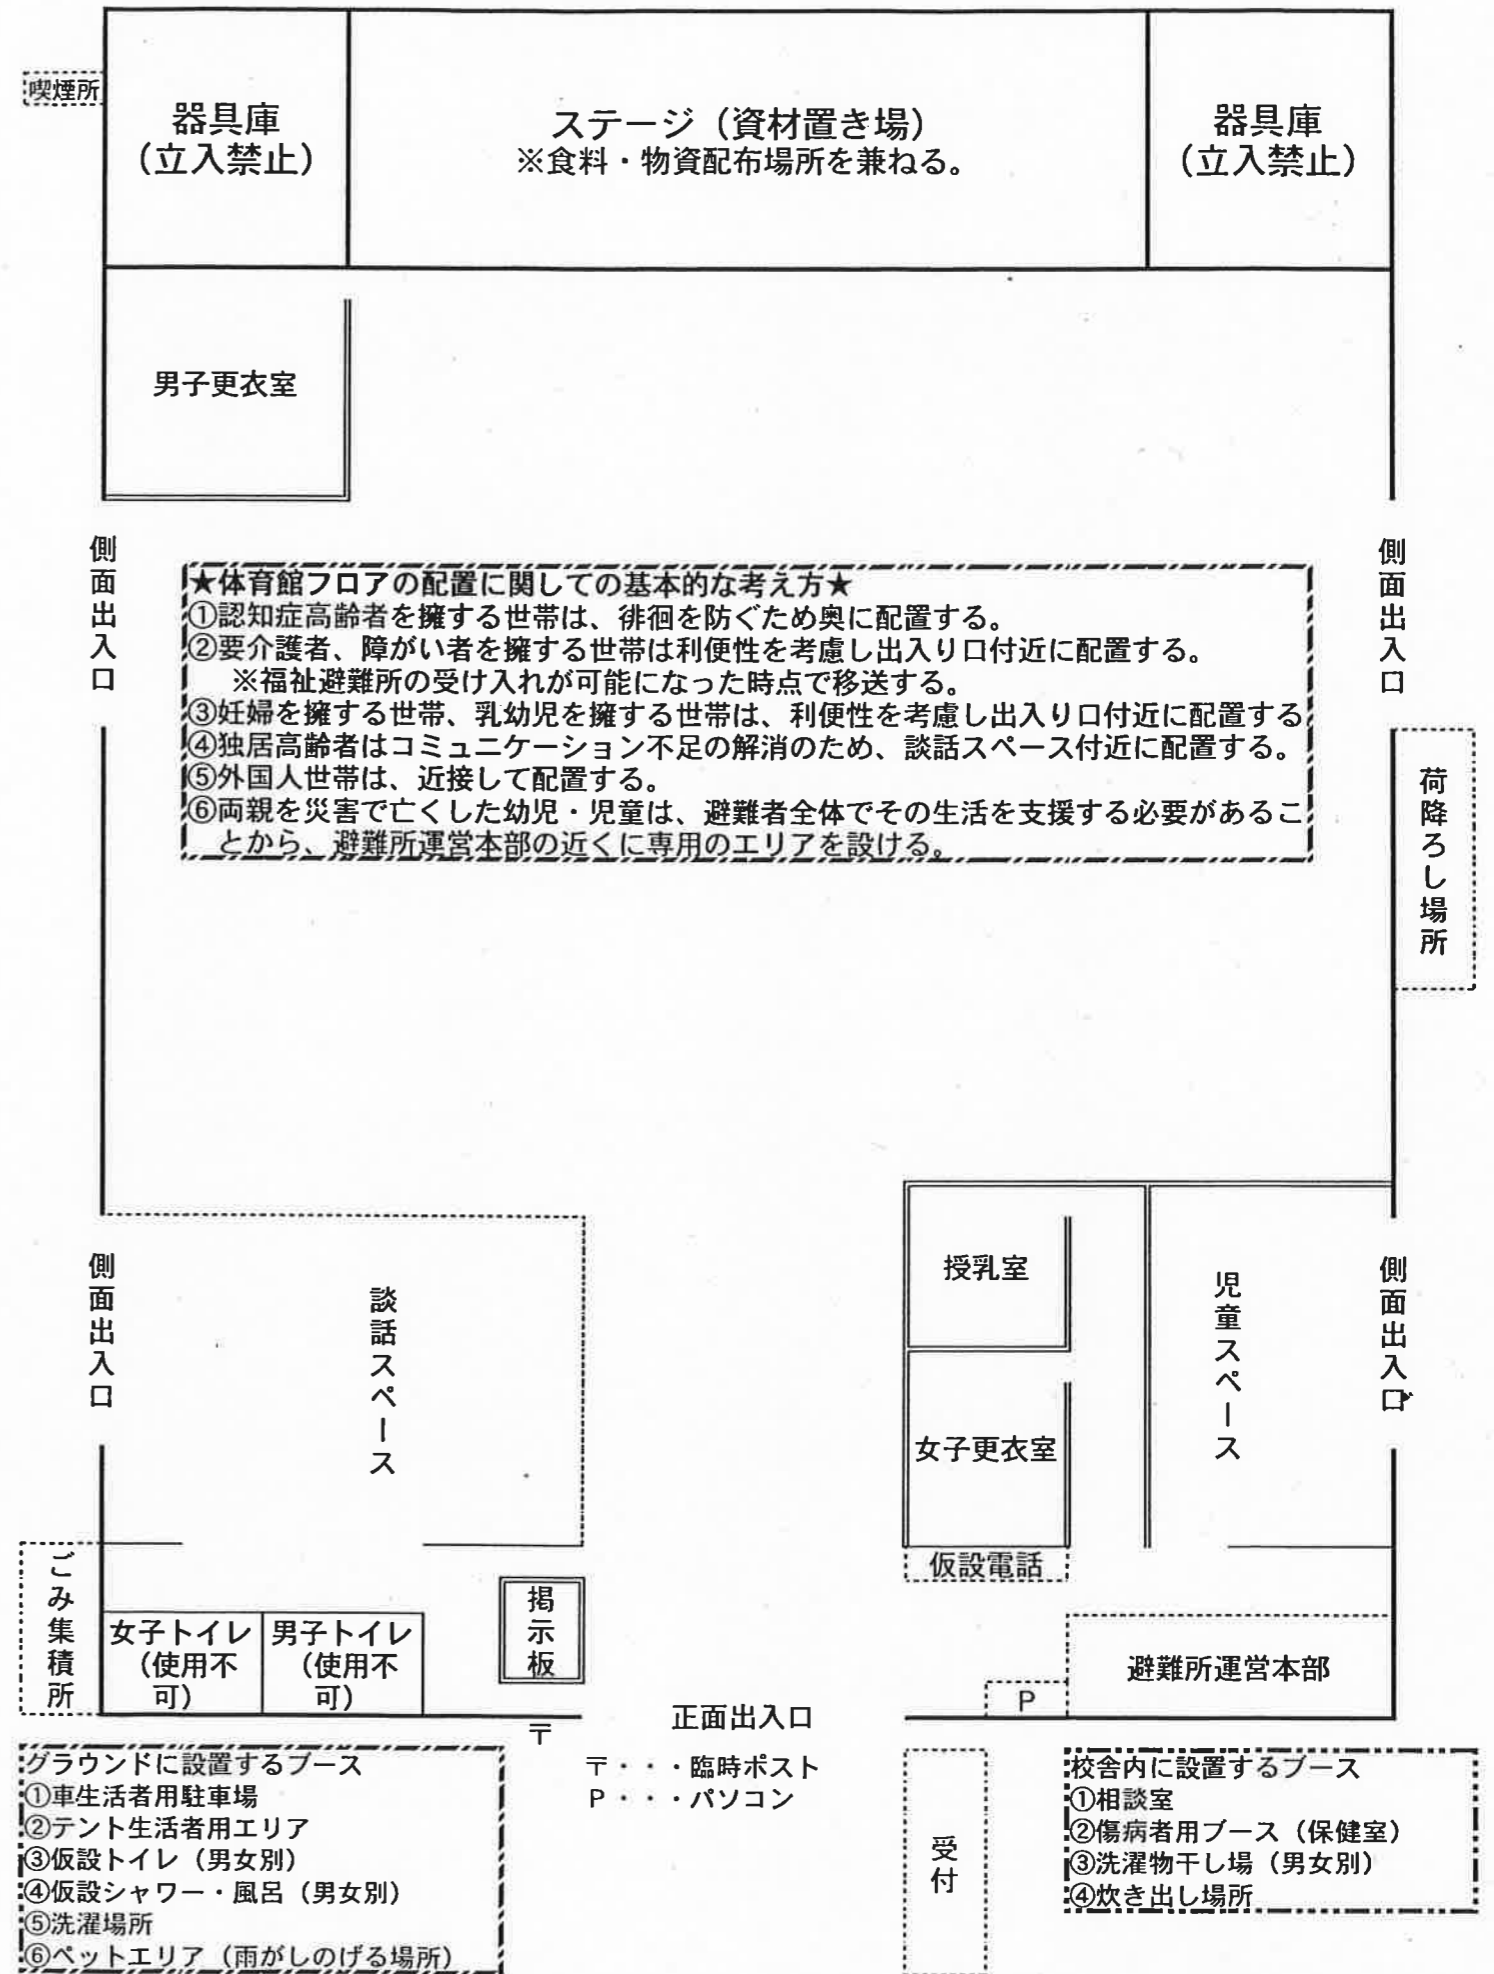 喫煙所
器具庫
（立入禁止）
ステージ（資材置き場）
※食料・物資配布場所を兼ねる。
器具庫
（立入禁止）
男子更衣室
側面出入口
側面出入口
★体育館フロアの配置に関しての基本的な考え方★
①認知症高齢者を擁する世帯は、徘徊を防ぐため奥に配置する。
②要介護者、障がい者を擁する世帯は利便性を考慮し出入り口付近に配置する。
※福祉避難所の受け入れが可能になった時点で移送する。
③妊婦を擁する世帯、乳幼児を擁する世帯は、利便性を考慮し出入り口付近に配置する
④独居高齢者はコミュニケーション不足の解消のため、談話スペース付近に配置する。
⑤外国人世帯は、近接して配置する。
⑥両親を災害で亡くした幼児・児童は、避難者全体でその生活を支援する必要があるこ
とから、避難所運営本部の近くに専用のエリアを設ける。
荷降ろし場所
側面出入口
談話スペース
授乳室
児童スペース
側面出入口
女子更衣室
仮設電話
ごみ集積所
女子トイレ
（使用不
可）
男子トイレ
（使用不
可）
掲示板
避難所運営本部
P
正面出入口
〒
〒・・・臨時ポスト
P・・・パソコン
グラウンドに設置するブース
①車生活者用駐車場
②テント生活者用エリア
③仮設トイレ（男女別）
④仮設シャワー・風呂（男女別）
⑤洗濯場所
⑥ペットエリア（雨がしのげる場所）
受付
校舎内に設置するブース
①相談室
②傷病者用ブース（保健室）
③洗濯物干し場（男女別）
④炊き出し場所